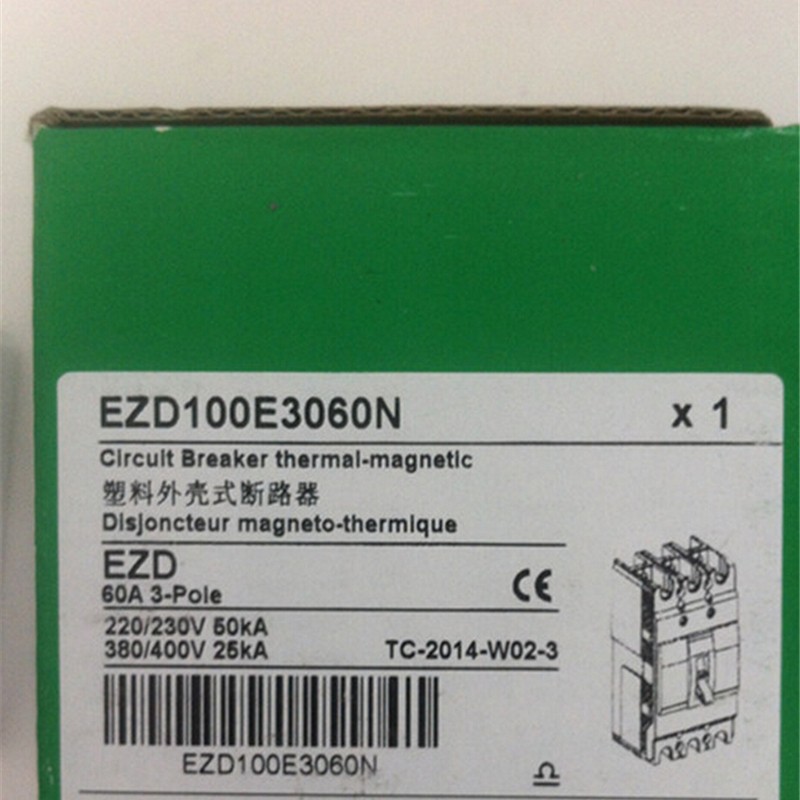 EZD100E3060N x 1
Circuit Breaker thermal-magnetic
塑料外壳式断路器
Disjoncteur magneto-thermique
EZD
60A 3-Pole
CE
220/230V 50kA
380/400V 25kA TC-2014-W02-3
EZD100E3060N